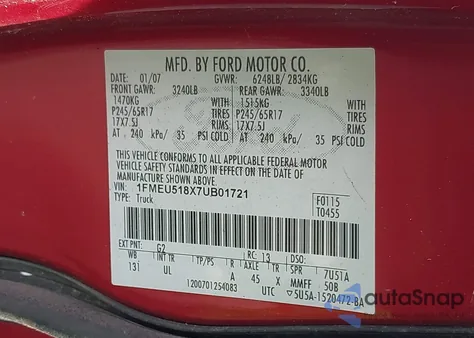 MFD. BY FORD MOTOR CO.
DATE: 01/07 GVWR: 6248LB/ 2834KG
FRONT GAWR: 3240LB REAR GAWR: 3340LB
1470KG WITH 1515KG WITH
P245/65R17 TIRES P245/65R17 TIRES
17X7.5J RIMS 17X7.5J RIMS
AT 240 kPa/ 35 PSI COLD AT 240 kPa/ 35 PSI COLD
THIS VEHICLE CONFORMS TO ALL APPLICABLE FEDERAL MOTOR
VEHICLE SAFETY AND BUMPER STANDARDS IN EFFECT ON THE DATE OF
MANUFACTURE SHOWN ABOVE.
VIN: 1FMEU518X7UB01721
TYPE: Truck
F0115
T0455
EXT PNT: G2 RC: 13 DSO:
WB INT TR TP/PS R AXLE TR SPR 7U51A
131 UL A 45 X MMFF 50B
1200701254083 UTC 5U5A-1520472-BA
autoSnap